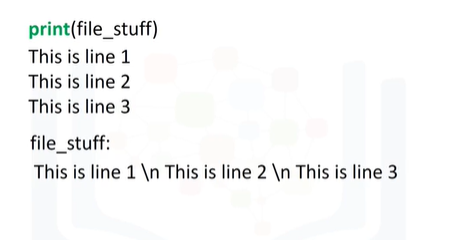 print(file_stuff)
This is line 1
This is line 2
This is line 3
file_stuff:
This is line 1 \n This is line 2 \n This is line 3